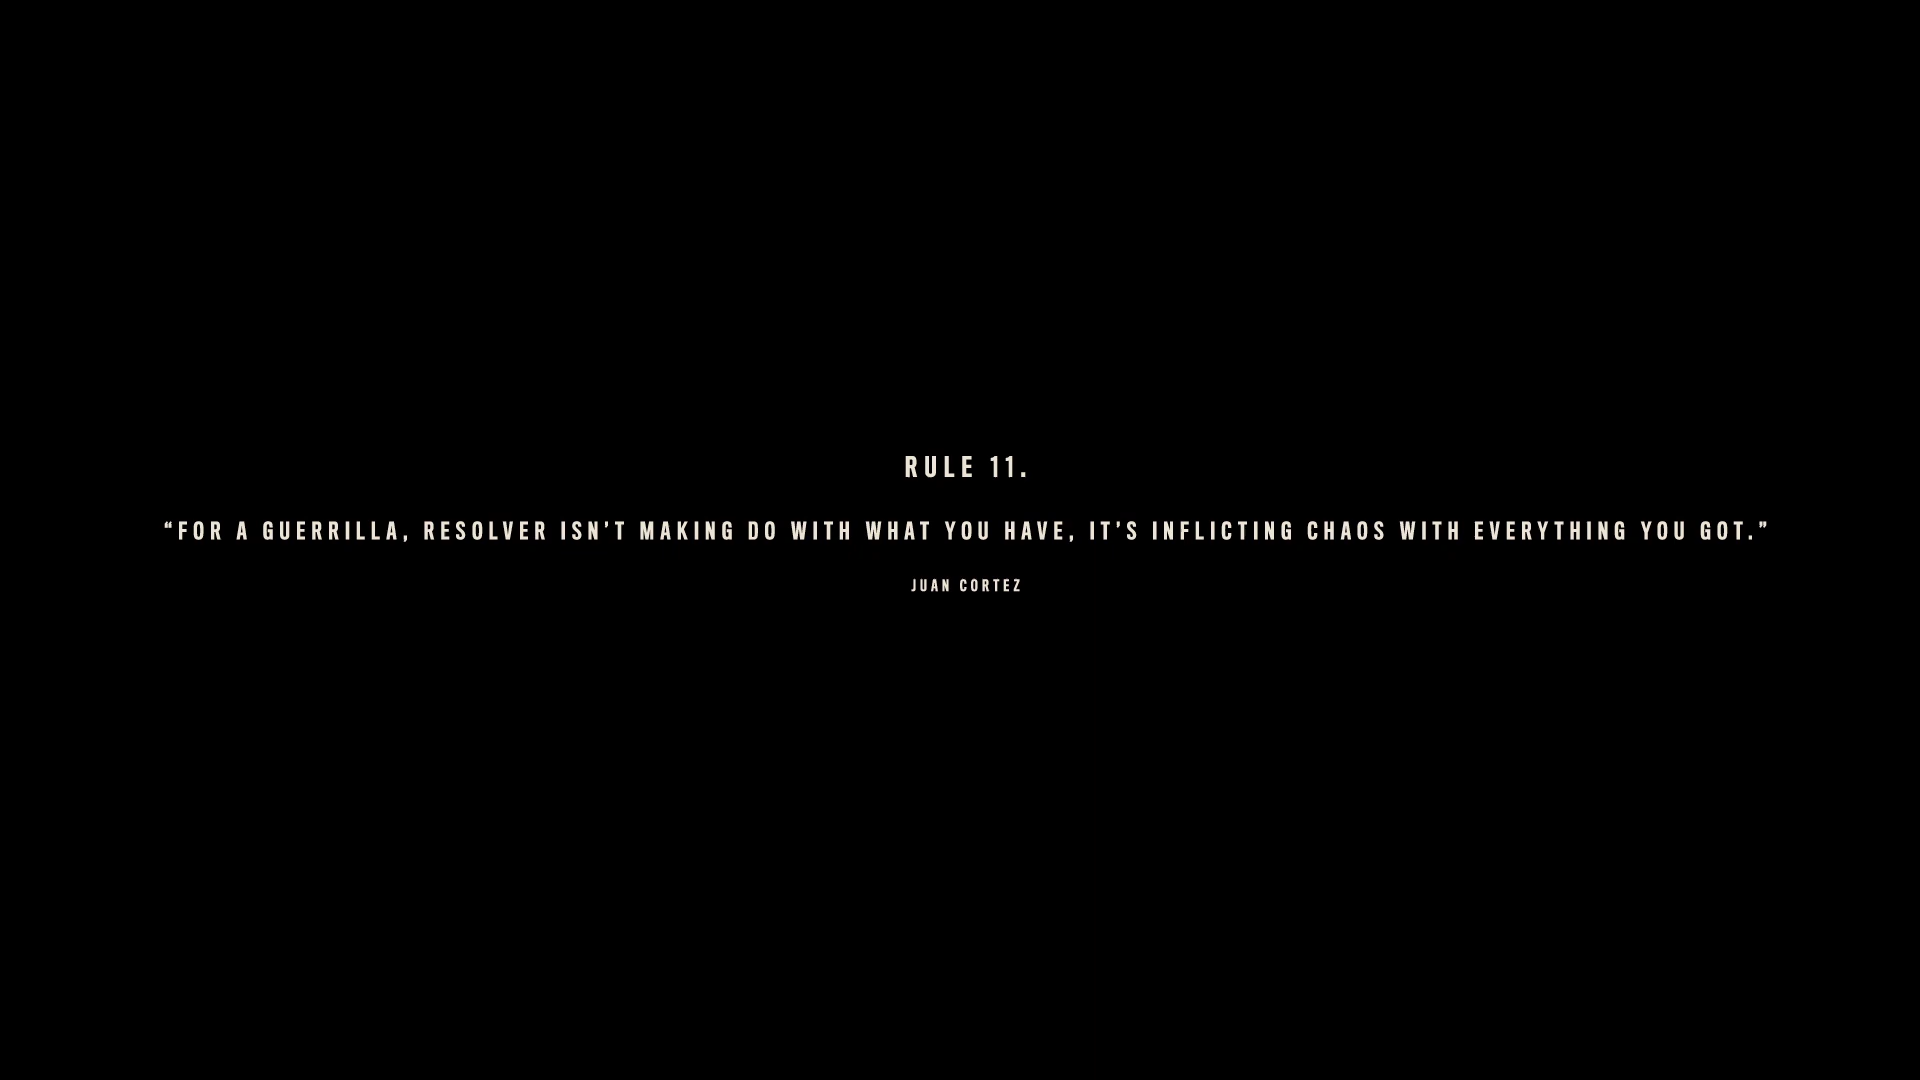 RULE 11.
“FOR A GUERRILLA, RESOLVER ISN’T MAKING DO WITH WHAT YOU HAVE, IT’S INFLICTING CHAOS WITH EVERYTHING YOU GOT.”
JUAN CORTEZ